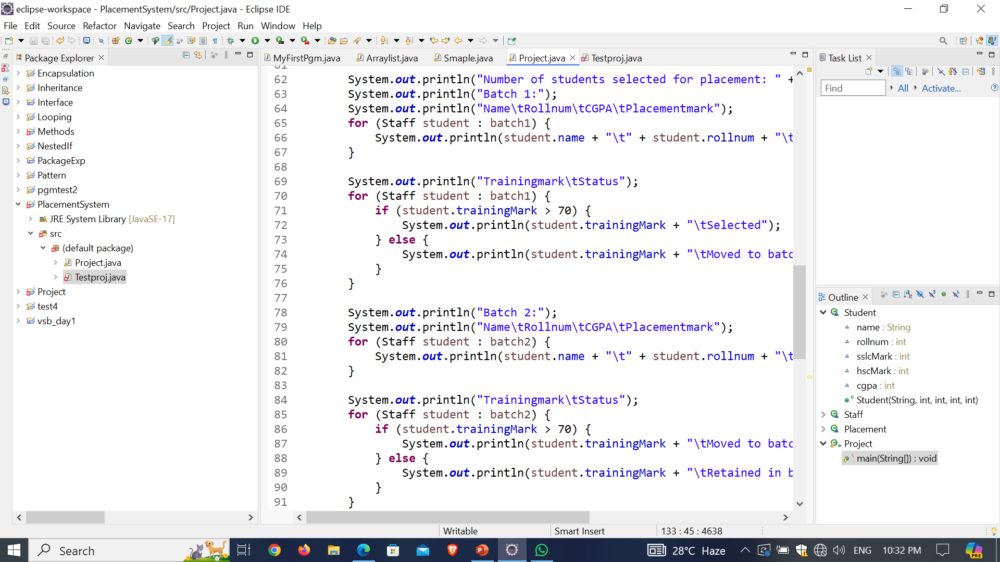 eclipse-workspace - PlacementSystem/src/Project.java - Eclipse IDE
File Edit Source Refactor Navigate Search Project Run Window Help
Package Explorer
Encapsulation
Inheritance
Interface
Looping
Methods
NestedIf
PackageExp
Pattern
pgmtest2
PlacementSystem
JRE System Library [JavaSE-17]
src
(default package)
Project.java
Testproj.java
Project
test4
vsb_day1
MyFirstPgm.java Arraylist.java Smaple.java Project.java Testproj.java
61
62 System.out.println("Number of students selected for placement: " +
63 System.out.println("Batch 1:");
64 System.out.println("Name\tRollnum\tCGPA\tPlacementmark");
65 for (Staff student : batch1) {
66 System.out.println(student.name + "\t" + student.rollnum + "\t
67 }
68
69 System.out.println("Trainingmark\tStatus");
70 for (Staff student : batch1) {
71 if (student.trainingMark > 70) {
72 System.out.println(student.trainingMark + "\tSelected");
73 } else {
74 System.out.println(student.trainingMark + "\tMoved to batc
75 }
76 }
77
78 System.out.println("Batch 2:");
79 System.out.println("Name\tRollnum\tCGPA\tPlacementmark");
80 for (Staff student : batch2) {
81 System.out.println(student.name + "\t" + student.rollnum + "\t
82 }
83
84 System.out.println("Trainingmark\tStatus");
85 for (Staff student : batch2) {
86 if (student.trainingMark > 70) {
87 System.out.println(student.trainingMark + "\tMoved to batc
88 } else {
89 System.out.println(student.trainingMark + "\tRetained in b
90 }
91 }
Task List
Find All Activate...
Outline
Student
name : String
rollnum : int
sslcMark : int
hscMark : int
cgpa : int
Student(String, int, int, int, int)
Staff
Placement
Project
main(String[]) : void
Writable Smart Insert 133 : 45 : 4638
Search 28°C Haze ENG 10:32 PM
PRE